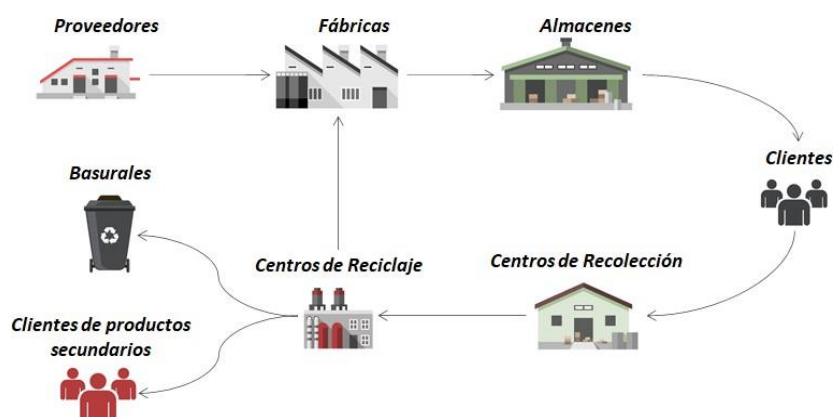 Proveedores
Fábricas
Almacenes
Clientes
Basurales
Centros de Reciclaje
Centros de Recolección
Clientes de productos
secundarios